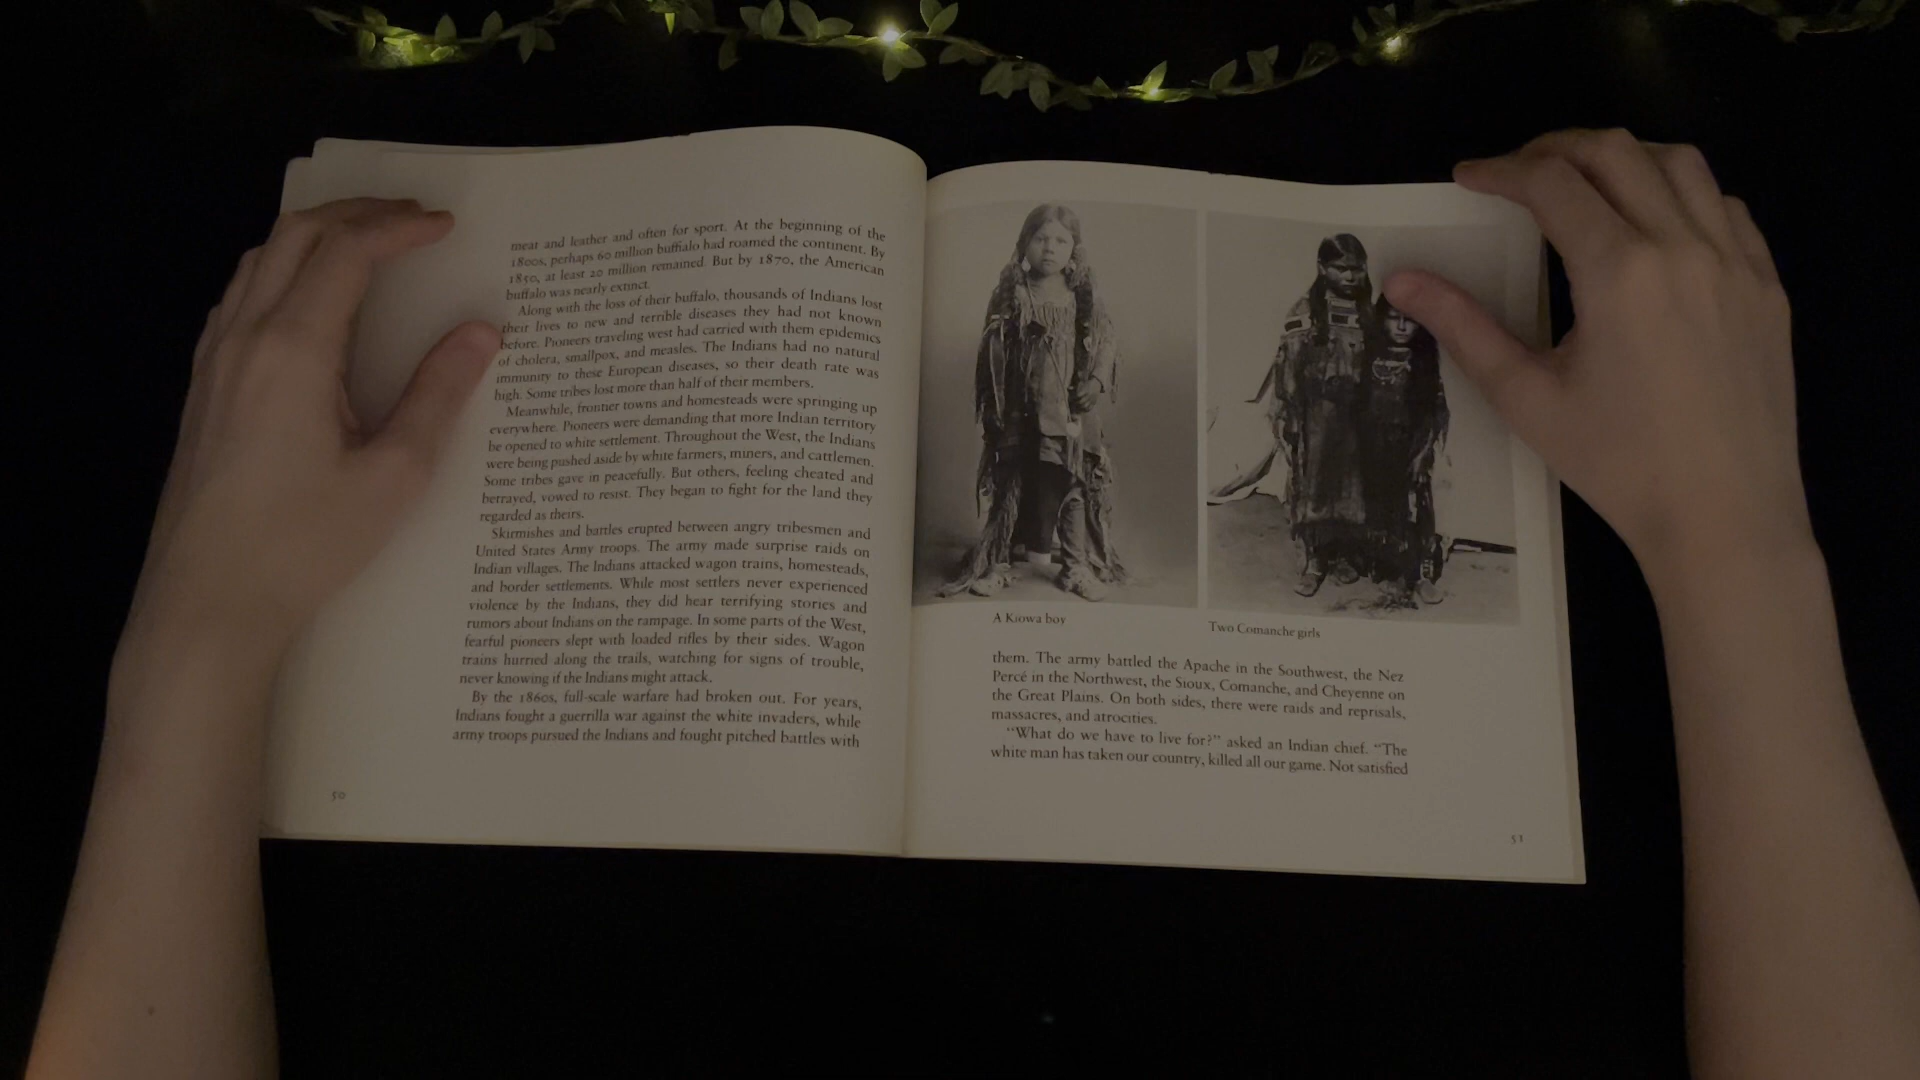 meat and leather and often for sport. At the beginning of the
1800s, perhaps 60 million buffalo had roamed the continent. By
1850, at least 20 million remained. But by 1870, the American
buffalo was nearly extinct.
Along with the loss of their buffalo, thousands of Indians lost
their lives to new and terrible diseases they had not known
before. Pioneers traveling west had carried with them epidemics
of cholera, smallpox, and measles. The Indians had no natural
immunity to these European diseases, so their death rate was
high. Some tribes lost more than half of their members.
Meanwhile, frontier towns and homesteads were springing up
everywhere. Pioneers were demanding that more Indian territory
be opened to white settlement. Throughout the West, the Indians
were being pushed aside by white farmers, miners, and cattlemen.
Some tribes gave in peacefully. But others, feeling cheated and
betrayed, vowed to resist. They began to fight for the land they
regarded as theirs.
Skirmishes and battles erupted between angry tribesmen and
United States Army troops. The army made surprise raids on
Indian villages. The Indians attacked wagon trains, homesteads,
and border settlements. While most settlers never experienced
violence by the Indians, they did hear terrifying stories and
rumors about Indians on the rampage. In some parts of the West,
fearful pioneers slept with loaded rifles by their sides. Wagon
trains hurried along the trails, watching for signs of trouble,
never knowing if the Indians might attack.
By the 1860s, full-scale warfare had broken out. For years,
Indians fought a guerrilla war against the white invaders, while
army troops pursued the Indians and fought pitched battles with
50
A Kiowa boy
Two Comanche girls
them. The army battled the Apache in the Southwest, the Nez
Percé in the Northwest, the Sioux, Comanche, and Cheyenne on
the Great Plains. On both sides, there were raids and reprisals,
massacres, and atrocities.
"What do we have to live for?" asked an Indian chief. "The
white man has taken our country, killed all our game. Not satisfied
51